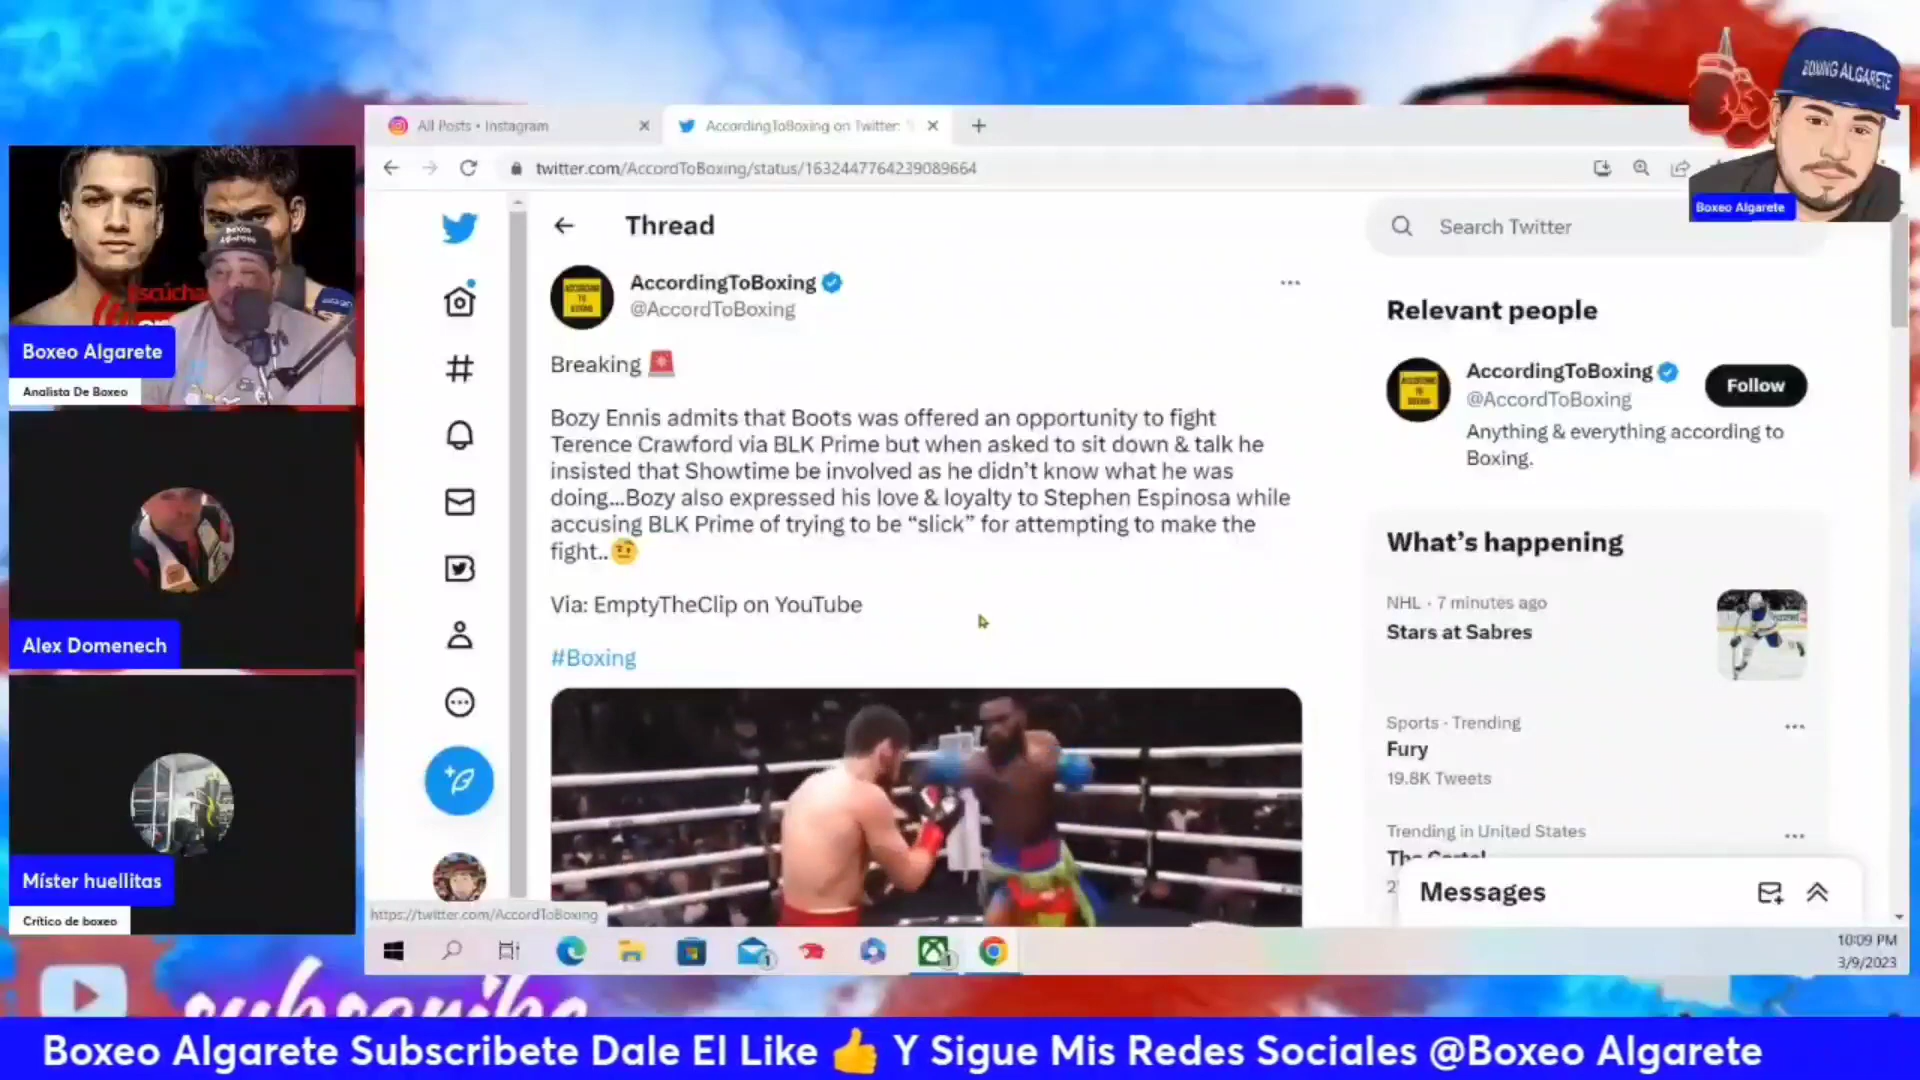 All Posts • Instagram
AccordingToBoxing on Twitter:
twitter.com/AccordToBoxing/status/1632447764239089664
BOXING ALGARETE
Boxeo Algarete
Thread
Search Twitter
AccordingToBoxing
@AccordToBoxing
ACCORDING
TO
BOXING
Breaking 🚨
Bozy Ennis admits that Boots was offered an opportunity to fight
Terence Crawford via BLK Prime but when asked to sit down & talk he
insisted that Showtime be involved as he didn't know what he was
doing...Bozy also expressed his love & loyalty to Stephen Espinosa while
accusing BLK Prime of trying to be “slick” for attempting to make the
fight..🤨
Via: EmptyTheClip on YouTube
#Boxing
Relevant people
AccordingToBoxing
@AccordToBoxing
Follow
Anything & everything according to
Boxing.
What's happening
NHL · 7 minutes ago
Stars at Sabres
Sports · Trending
Fury
19.8K Tweets
Trending in United States
Messages
https://twitter.com/AccordToBoxing
10:09 PM
3/9/2023
Boxeo Algarete
Analista De Boxeo
Alex Domenech
Míster huellitas
Crítico de boxeo
subscribe
Boxeo Algarete Subscribete Dale El Like 👍 Y Sigue Mis Redes Sociales @Boxeo Algarete